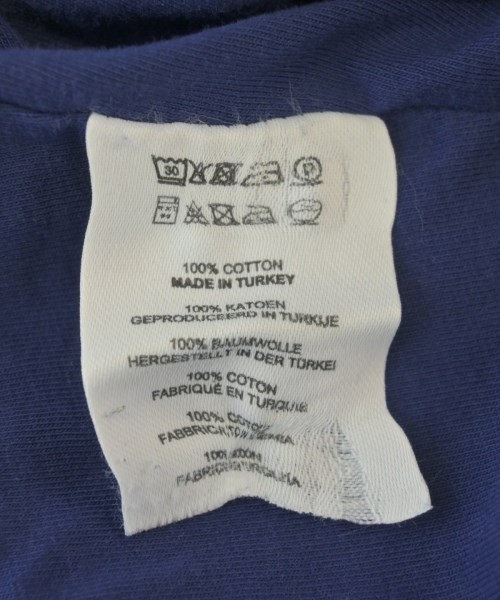 30
P
100% COTTON
MADE IN TURKEY
100% KATOEN
GEPRODUCEERD IN TURKIJE
100% BAUMWOLLE
HERGESTELLT IN DER TÜRKEI
100% COTON
FABRIQUÉ EN TURQUIE
100%
100%